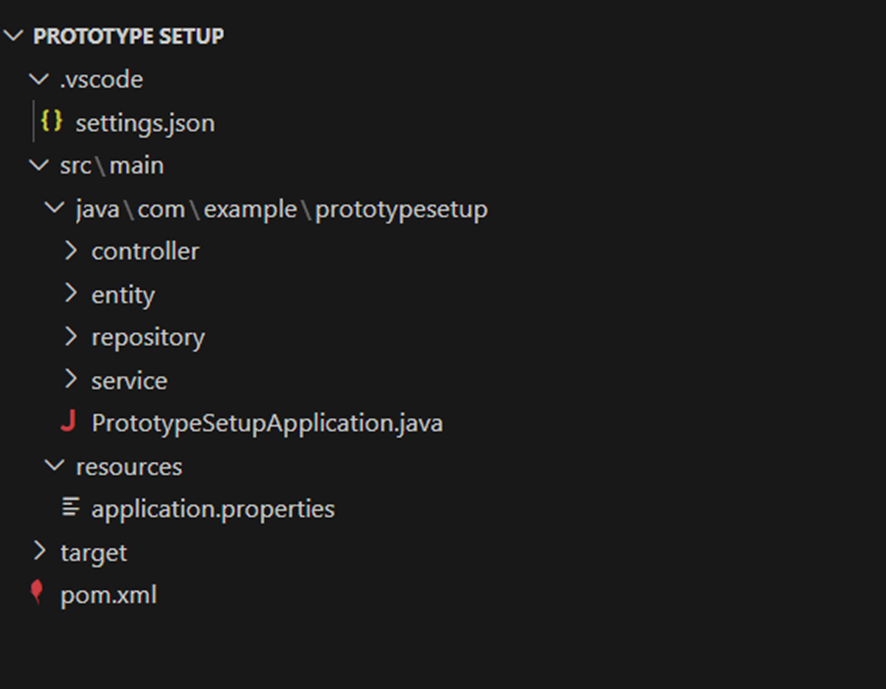 PROTOTYPE SETUP
.vscode
{} settings.json
src\main
java\com\example\prototypesetup
controller
entity
repository
service
J PrototypeSetupApplication.java
resources
application.properties
target
pom.xml